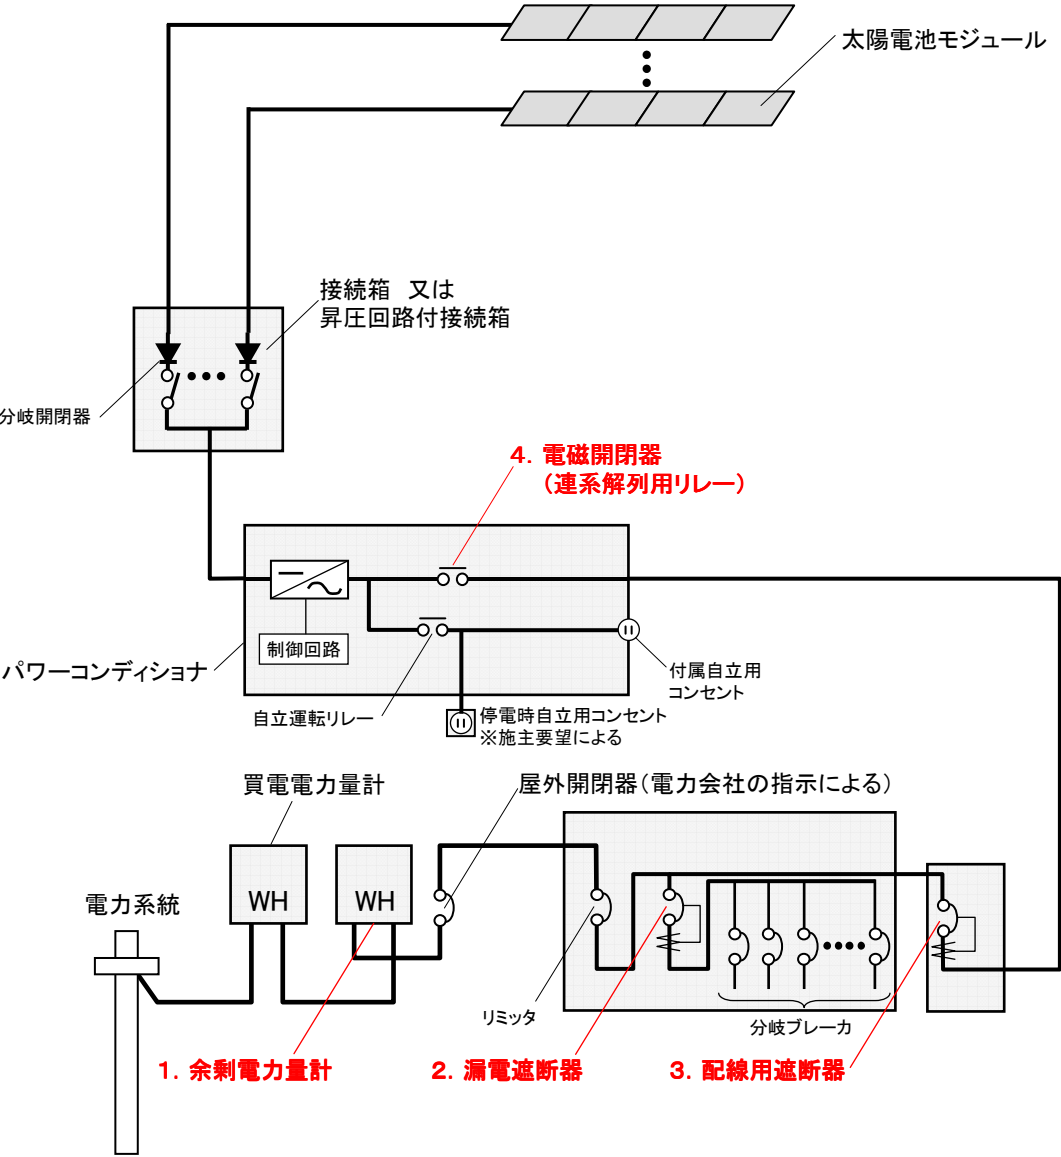 太陽電池モジュール
接続箱　又は
昇圧回路付接続箱
分岐開閉器
４．電磁開閉器
（連系解列用リレー）
制御回路
パワーコンディショナ
付属自立用
コンセント
自立運転リレー
停電時自立用コンセント
※施主要望による
買電電力量計
屋外開閉器（電力会社の指示による）
WH
WH
電力系統
リミッタ
分岐ブレーカ
１．余剰電力量計
２．漏電遮断器
３．配線用遮断器